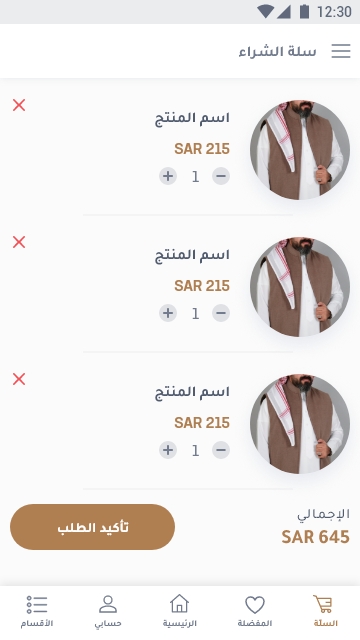 12:30
سلة الشراء
اسم المنتج
SAR 215
1
اسم المنتج
SAR 215
1
اسم المنتج
SAR 215
1
الإجمالي
SAR 645
تأكيد الطلب
السلّة
المفضلة
الرئيسية
حسابي
الأقسام